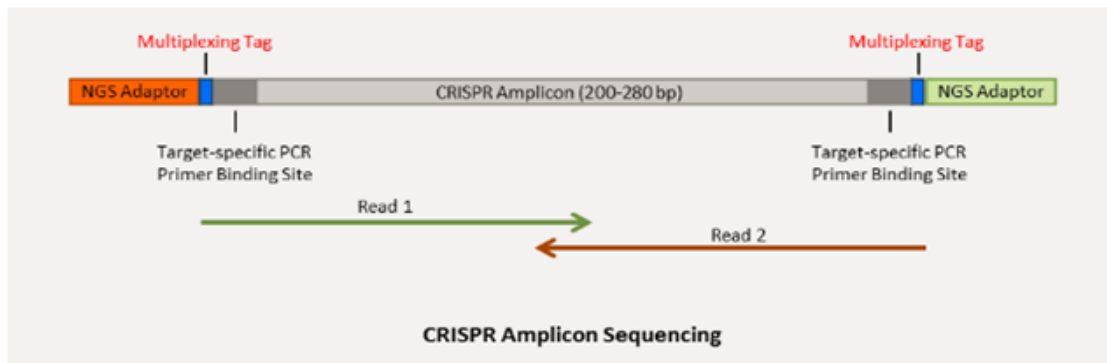 Multiplexing Tag
Multiplexing Tag
NGS Adaptor
CRISPR Amplicon (200-280 bp)
NGS Adaptor
Target-specific PCR
Primer Binding Site
Target-specific PCR
Primer Binding Site
Read 1
Read 2
CRISPR Amplicon Sequencing